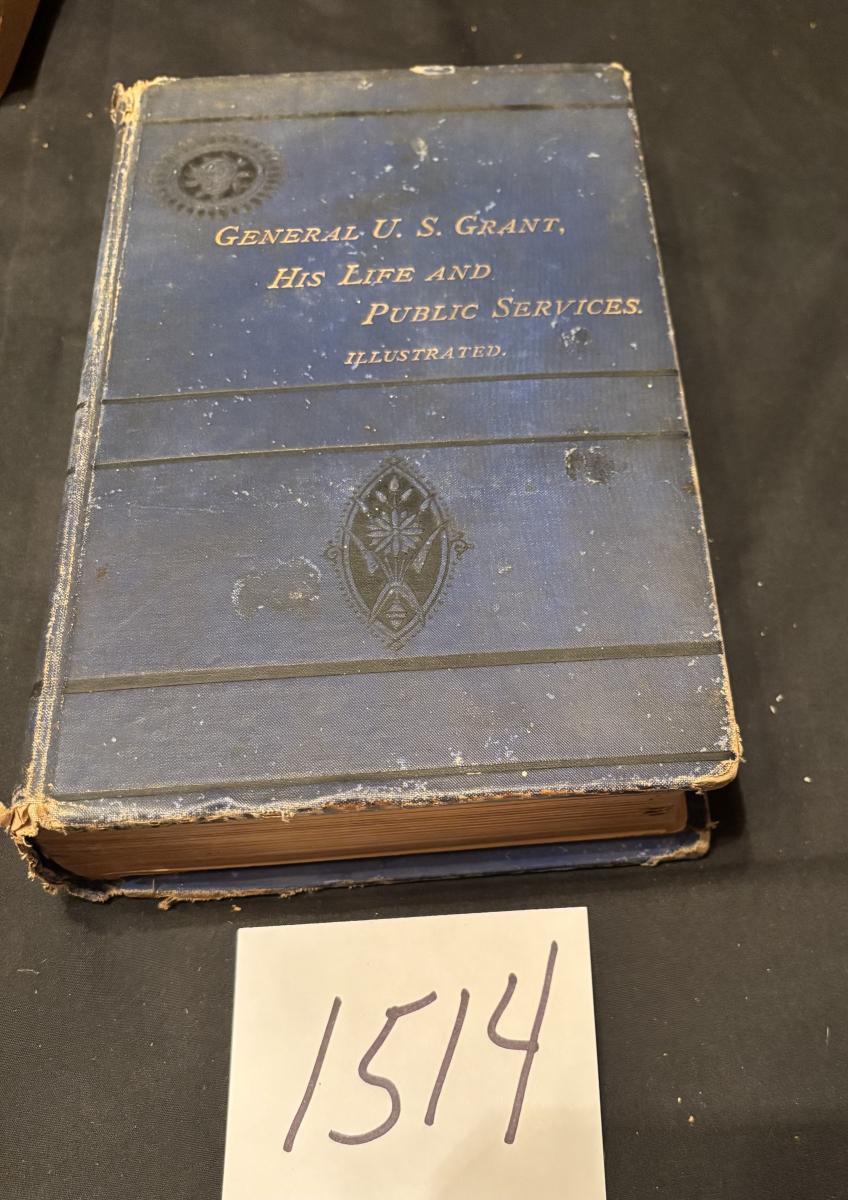 GENERAL U. S. GRANT,
HIS LIFE AND
PUBLIC SERVICES.
ILLUSTRATED.
1514